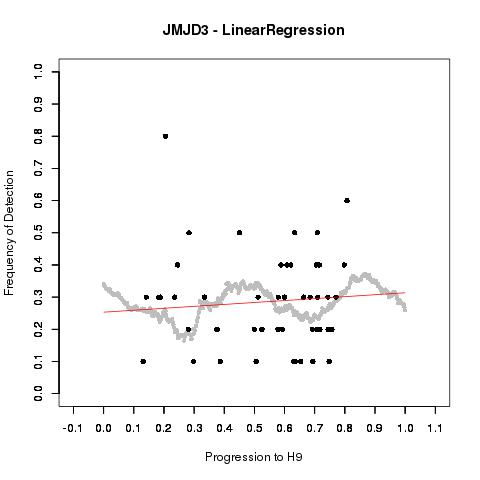 JMJD3 - LinearRegression
Frequency of Detection
1.0
0.9
0.8
0.7
0.6
0.5
0.4
0.3
0.2
0.1
0.0
-0.1 0.0 0.1 0.2 0.3 0.4 0.5 0.6 0.7 0.8 0.9 1.0 1.1
Progression to H9